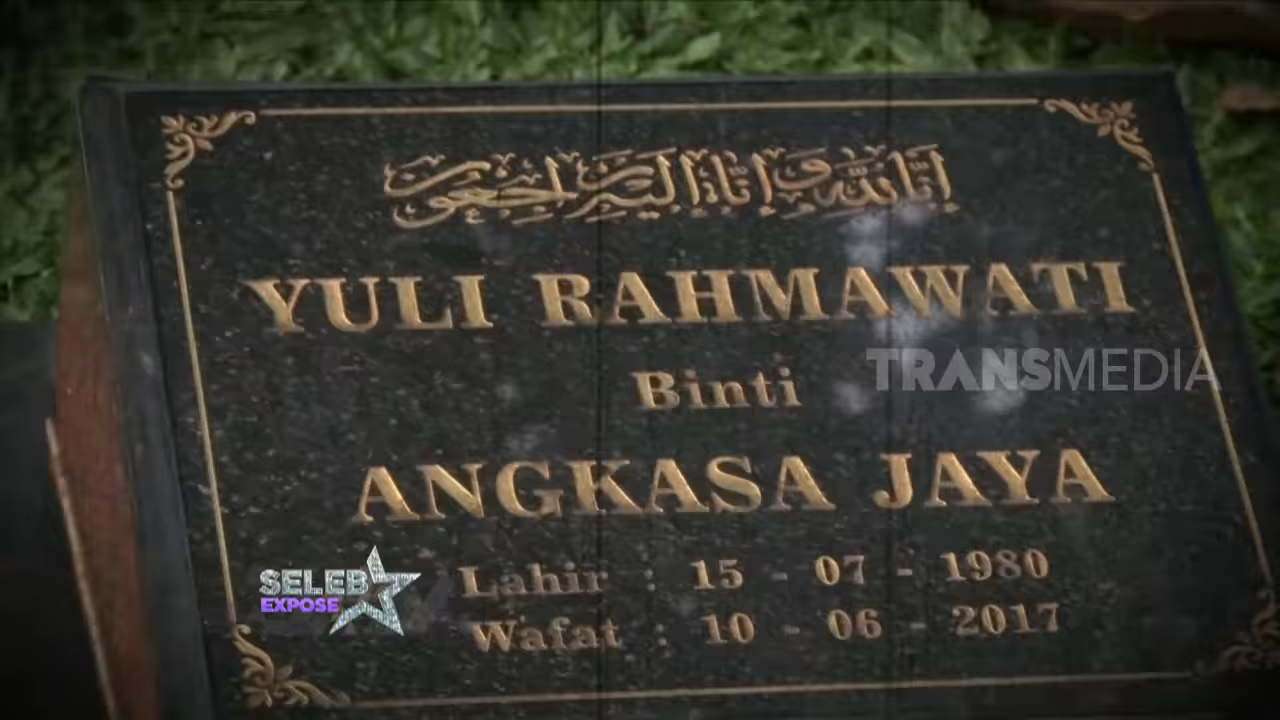 إنا لله و إنا إليه راجعون
YULI RAHMAWATI
Binti
TRANSMEDIA
ANGKASA JAYA
SELEB
EXPOSE
Lahir : 15 - 07 - 1980
Wafat : 10 - 06 - 2017